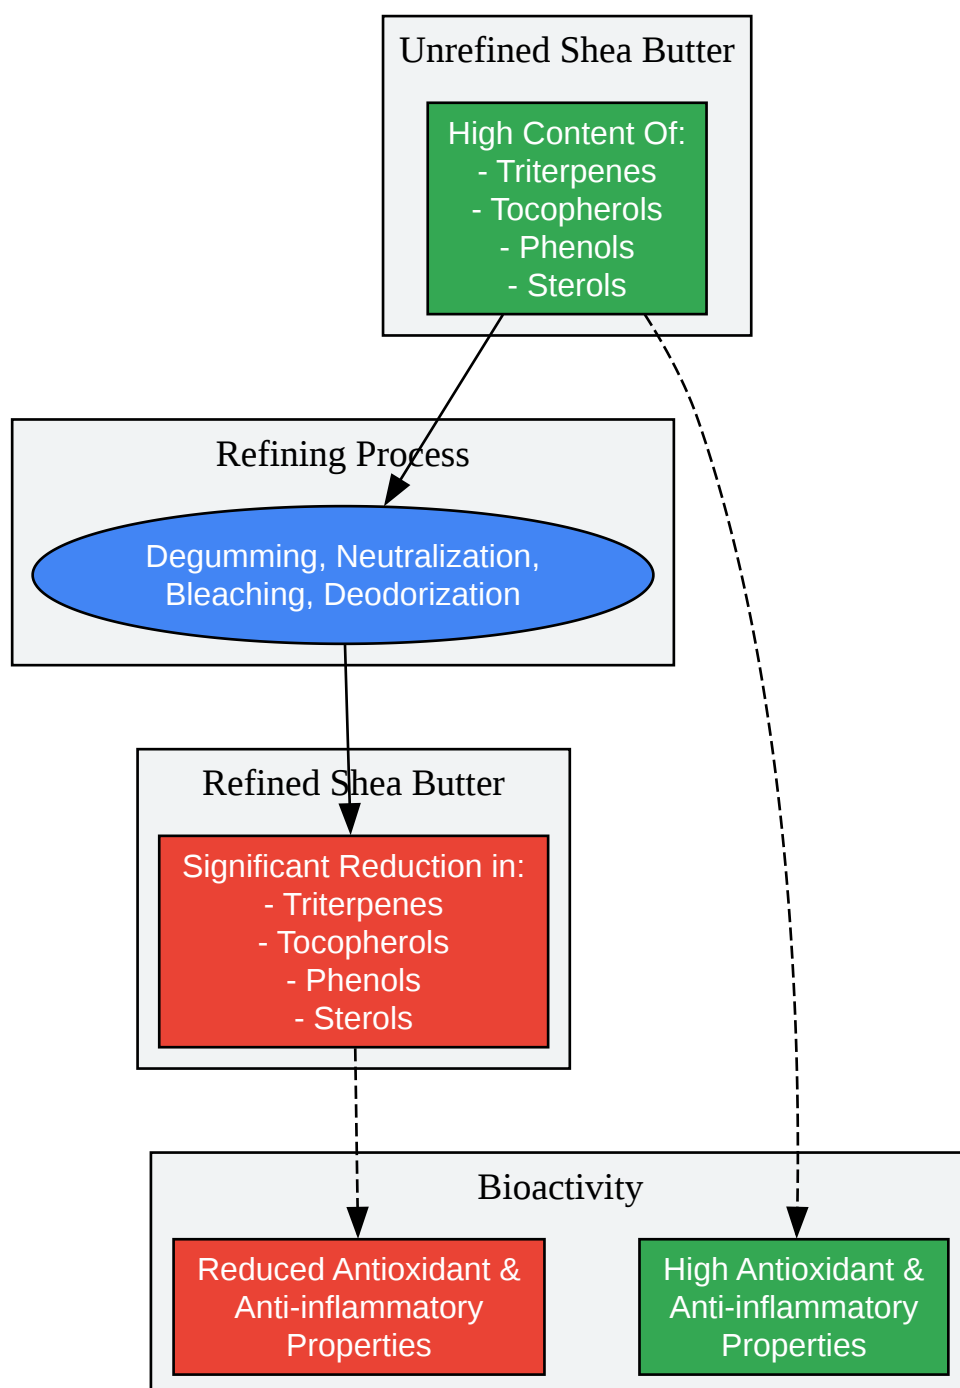 Unrefined Shea Butter
High Content Of:
- Triterpenes
- Tocopherols
- Phenols
- Sterols
Refining Process
Degumming, Neutralization,
Bleaching, Deodorization
Refined Shea Butter
Significant Reduction in:
- Triterpenes
- Tocopherols
- Phenols
- Sterols
Bioactivity
Reduced Antioxidant &
Anti-inflammatory
Properties
High Antioxidant &
Anti-inflammatory
Properties